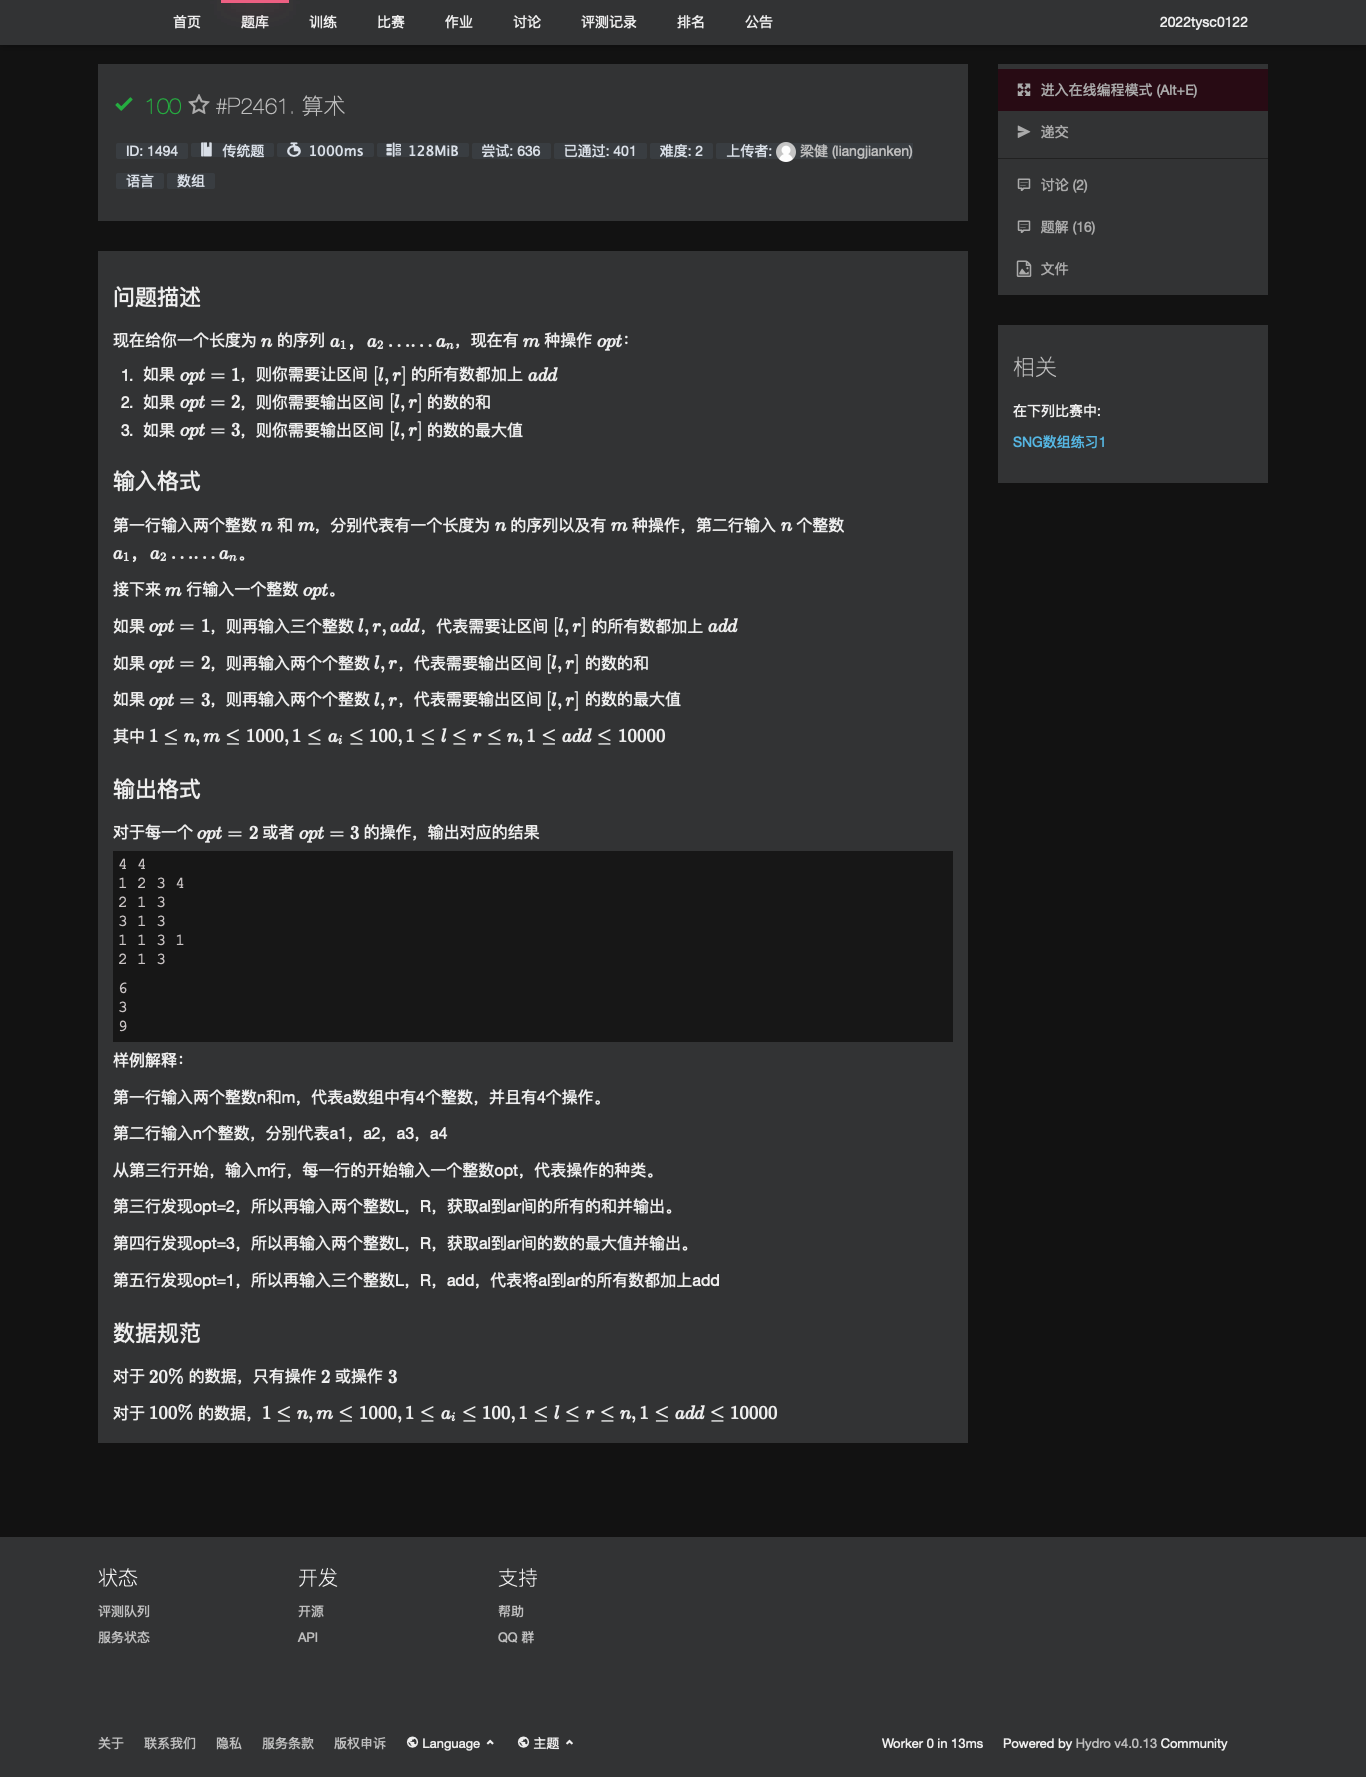 首页 题库 训练 比赛 作业 讨论 评测记录 排名 公告 2022tysc0122
100 #P2461. 算术
ID: 1494 传统题 1000ms 128MiB 尝试: 636 已通过: 401 难度: 2 上传者: 梁健 (liangjianken)
语言 数组
进入在线编程模式 (Alt+E)
递交
讨论 (2)
题解 (16)
文件
相关
在下列比赛中:
SNG数组练习1
问题描述
现在给你一个长度为 n 的序列 a₁，a₂……aₙ，现在有 m 种操作 opt：
1. 如果 opt = 1，则你需要让区间 [l, r] 的所有数都加上 add
2. 如果 opt = 2，则你需要输出区间 [l, r] 的数的和
3. 如果 opt = 3，则你需要输出区间 [l, r] 的数的最大值
输入格式
第一行输入两个整数 n 和 m，分别代表有一个长度为 n 的序列以及有 m 种操作，第二行输入 n 个整数
a₁，a₂……aₙ。
接下来 m 行输入一个整数 opt。
如果 opt = 1，则再输入三个整数 l, r, add，代表需要让区间 [l, r] 的所有数都加上 add
如果 opt = 2，则再输入两个个整数 l, r，代表需要输出区间 [l, r] 的数的和
如果 opt = 3，则再输入两个个整数 l, r，代表需要输出区间 [l, r] 的数的最大值
其中 1 ≤ n, m ≤ 1000, 1 ≤ aᵢ ≤ 100, 1 ≤ l ≤ r ≤ n, 1 ≤ add ≤ 10000
输出格式
对于每一个 opt = 2 或者 opt = 3 的操作，输出对应的结果
4 4
1 2 3 4
2 1 3
3 1 3
1 1 3 1
2 1 3
6
3
9
样例解释：
第一行输入两个整数n和m，代表a数组中有4个整数，并且有4个操作。
第二行输入n个整数，分别代表a1，a2，a3，a4
从第三行开始，输入m行，每一行的开始输入一个整数opt，代表操作的种类。
第三行发现opt=2，所以再输入两个整数L，R，获取al到ar间的所有的和并输出。
第四行发现opt=3，所以再输入两个整数L，R，获取al到ar间的数的最大值并输出。
第五行发现opt=1，所以再输入三个整数L，R，add，代表将al到ar的所有数都加上add
数据规范
对于 20% 的数据，只有操作 2 或操作 3
对于 100% 的数据，1 ≤ n, m ≤ 1000, 1 ≤ aᵢ ≤ 100, 1 ≤ l ≤ r ≤ n, 1 ≤ add ≤ 10000
状态 开发 支持
评测队列 开源 帮助
服务状态 API QQ 群
关于 联系我们 隐私 服务条款 版权申诉 Language 主题 Worker 0 in 13ms Powered by Hydro v4.0.13 Community